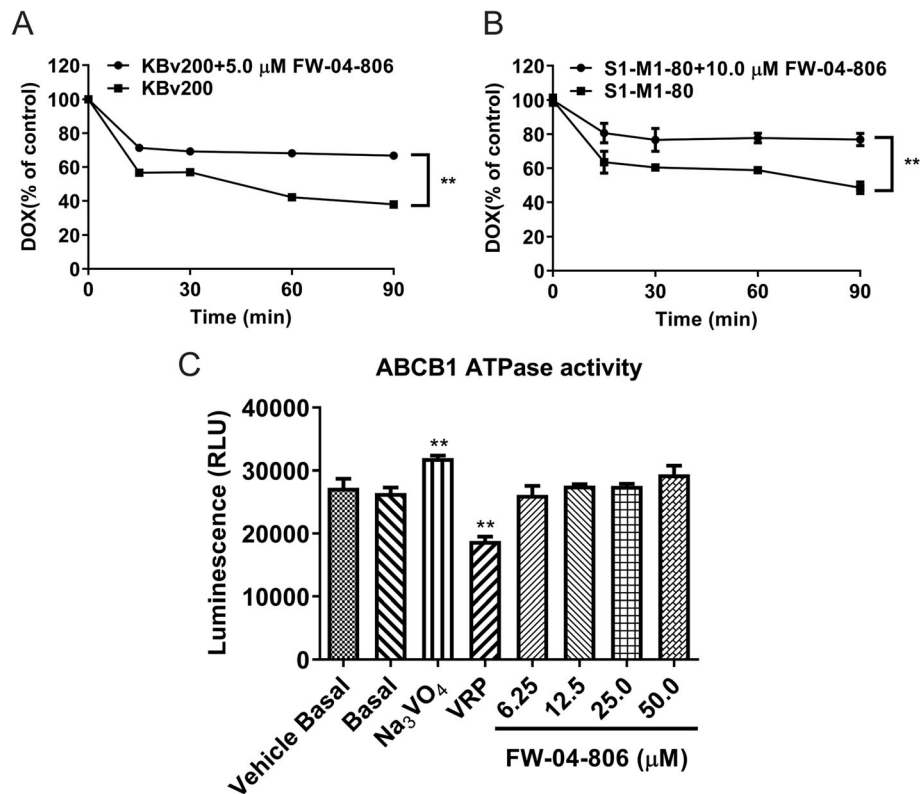 A
KBv200+5.0 μM FW-04-806
KBv200
120
100
80
60
40
20
0
DOX(% of control)
**
0 30 60 90
Time (min)
B
S1-M1-80+10.0 μM FW-04-806
S1-M1-80
120
100
80
60
40
20
0
DOX(% of control)
**
0 30 60 90
Time (min)
C
ABCB1 ATPase activity
40000
30000
20000
10000
0
Luminescence (RLU)
**
**
Vehicle Basal
Basal
Na₃VO₄
VRP
6.25
12.5
25.0
50.0
FW-04-806 (μM)